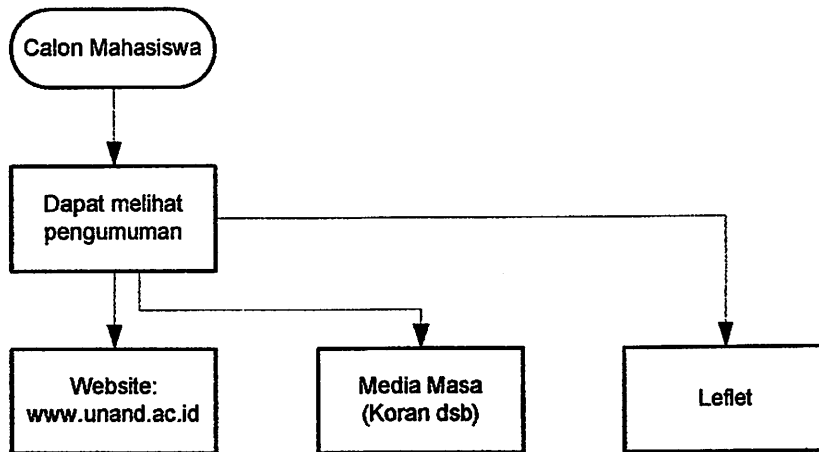 Calon Mahasiswa
Dapat melihat
pengumuman
Website:
www.unand.ac.id
Media Masa
(Koran dsb)
Leflet